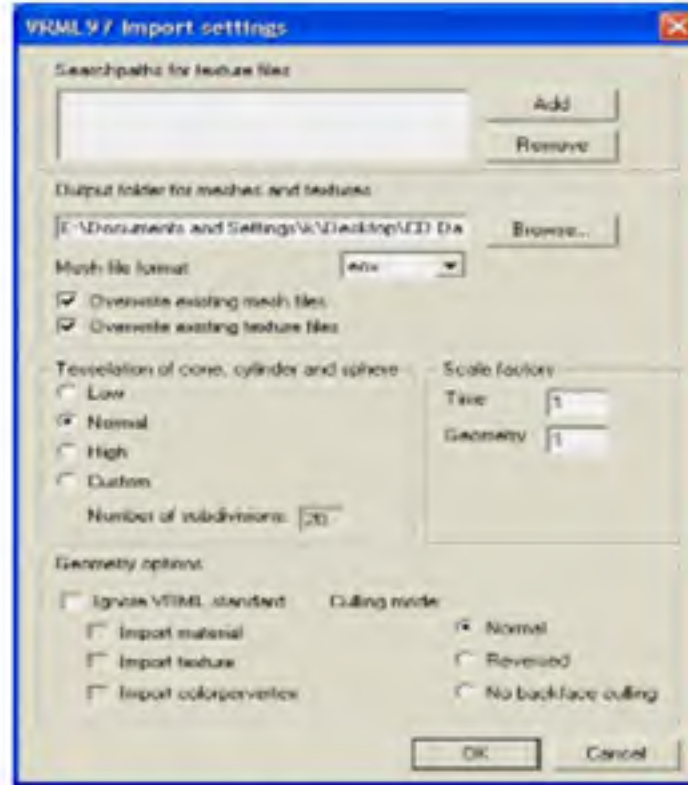 VRML97 Import settings
Searchpaths for texture files
Add
Remove
Output folder for meshes and textures
Browse...
Mesh file format
Overwrite existing mesh files
Overwrite existing texture files
Tesselation of cone, cylinder and sphere
Low
Normal
High
Custom
Number of subdivisions: 20
Scale factors
Time 1
Geometry 1
Geometry options
Ignore VRML standard
Import material
Import texture
Import colorpervertex
Culling mode:
Normal
Reversed
No backface culling
OK
Cancel